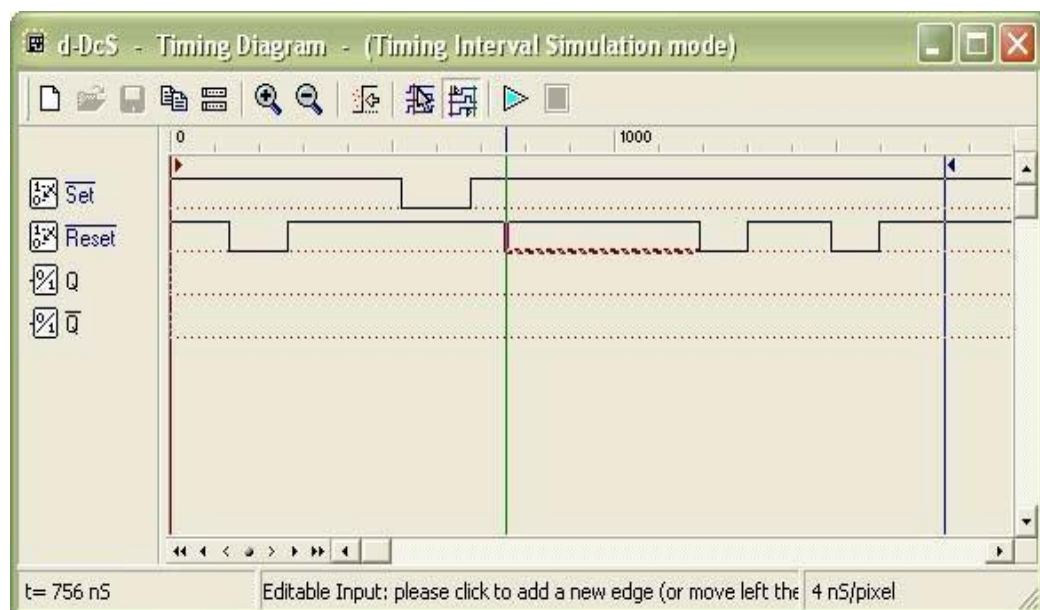 d-DcS - Timing Diagram - (Timing Interval Simulation mode)
0 1000
Set
Reset
Q
Q̅
t= 756 nS Editable Input: please click to add a new edge (or move left the 4 nS/pixel